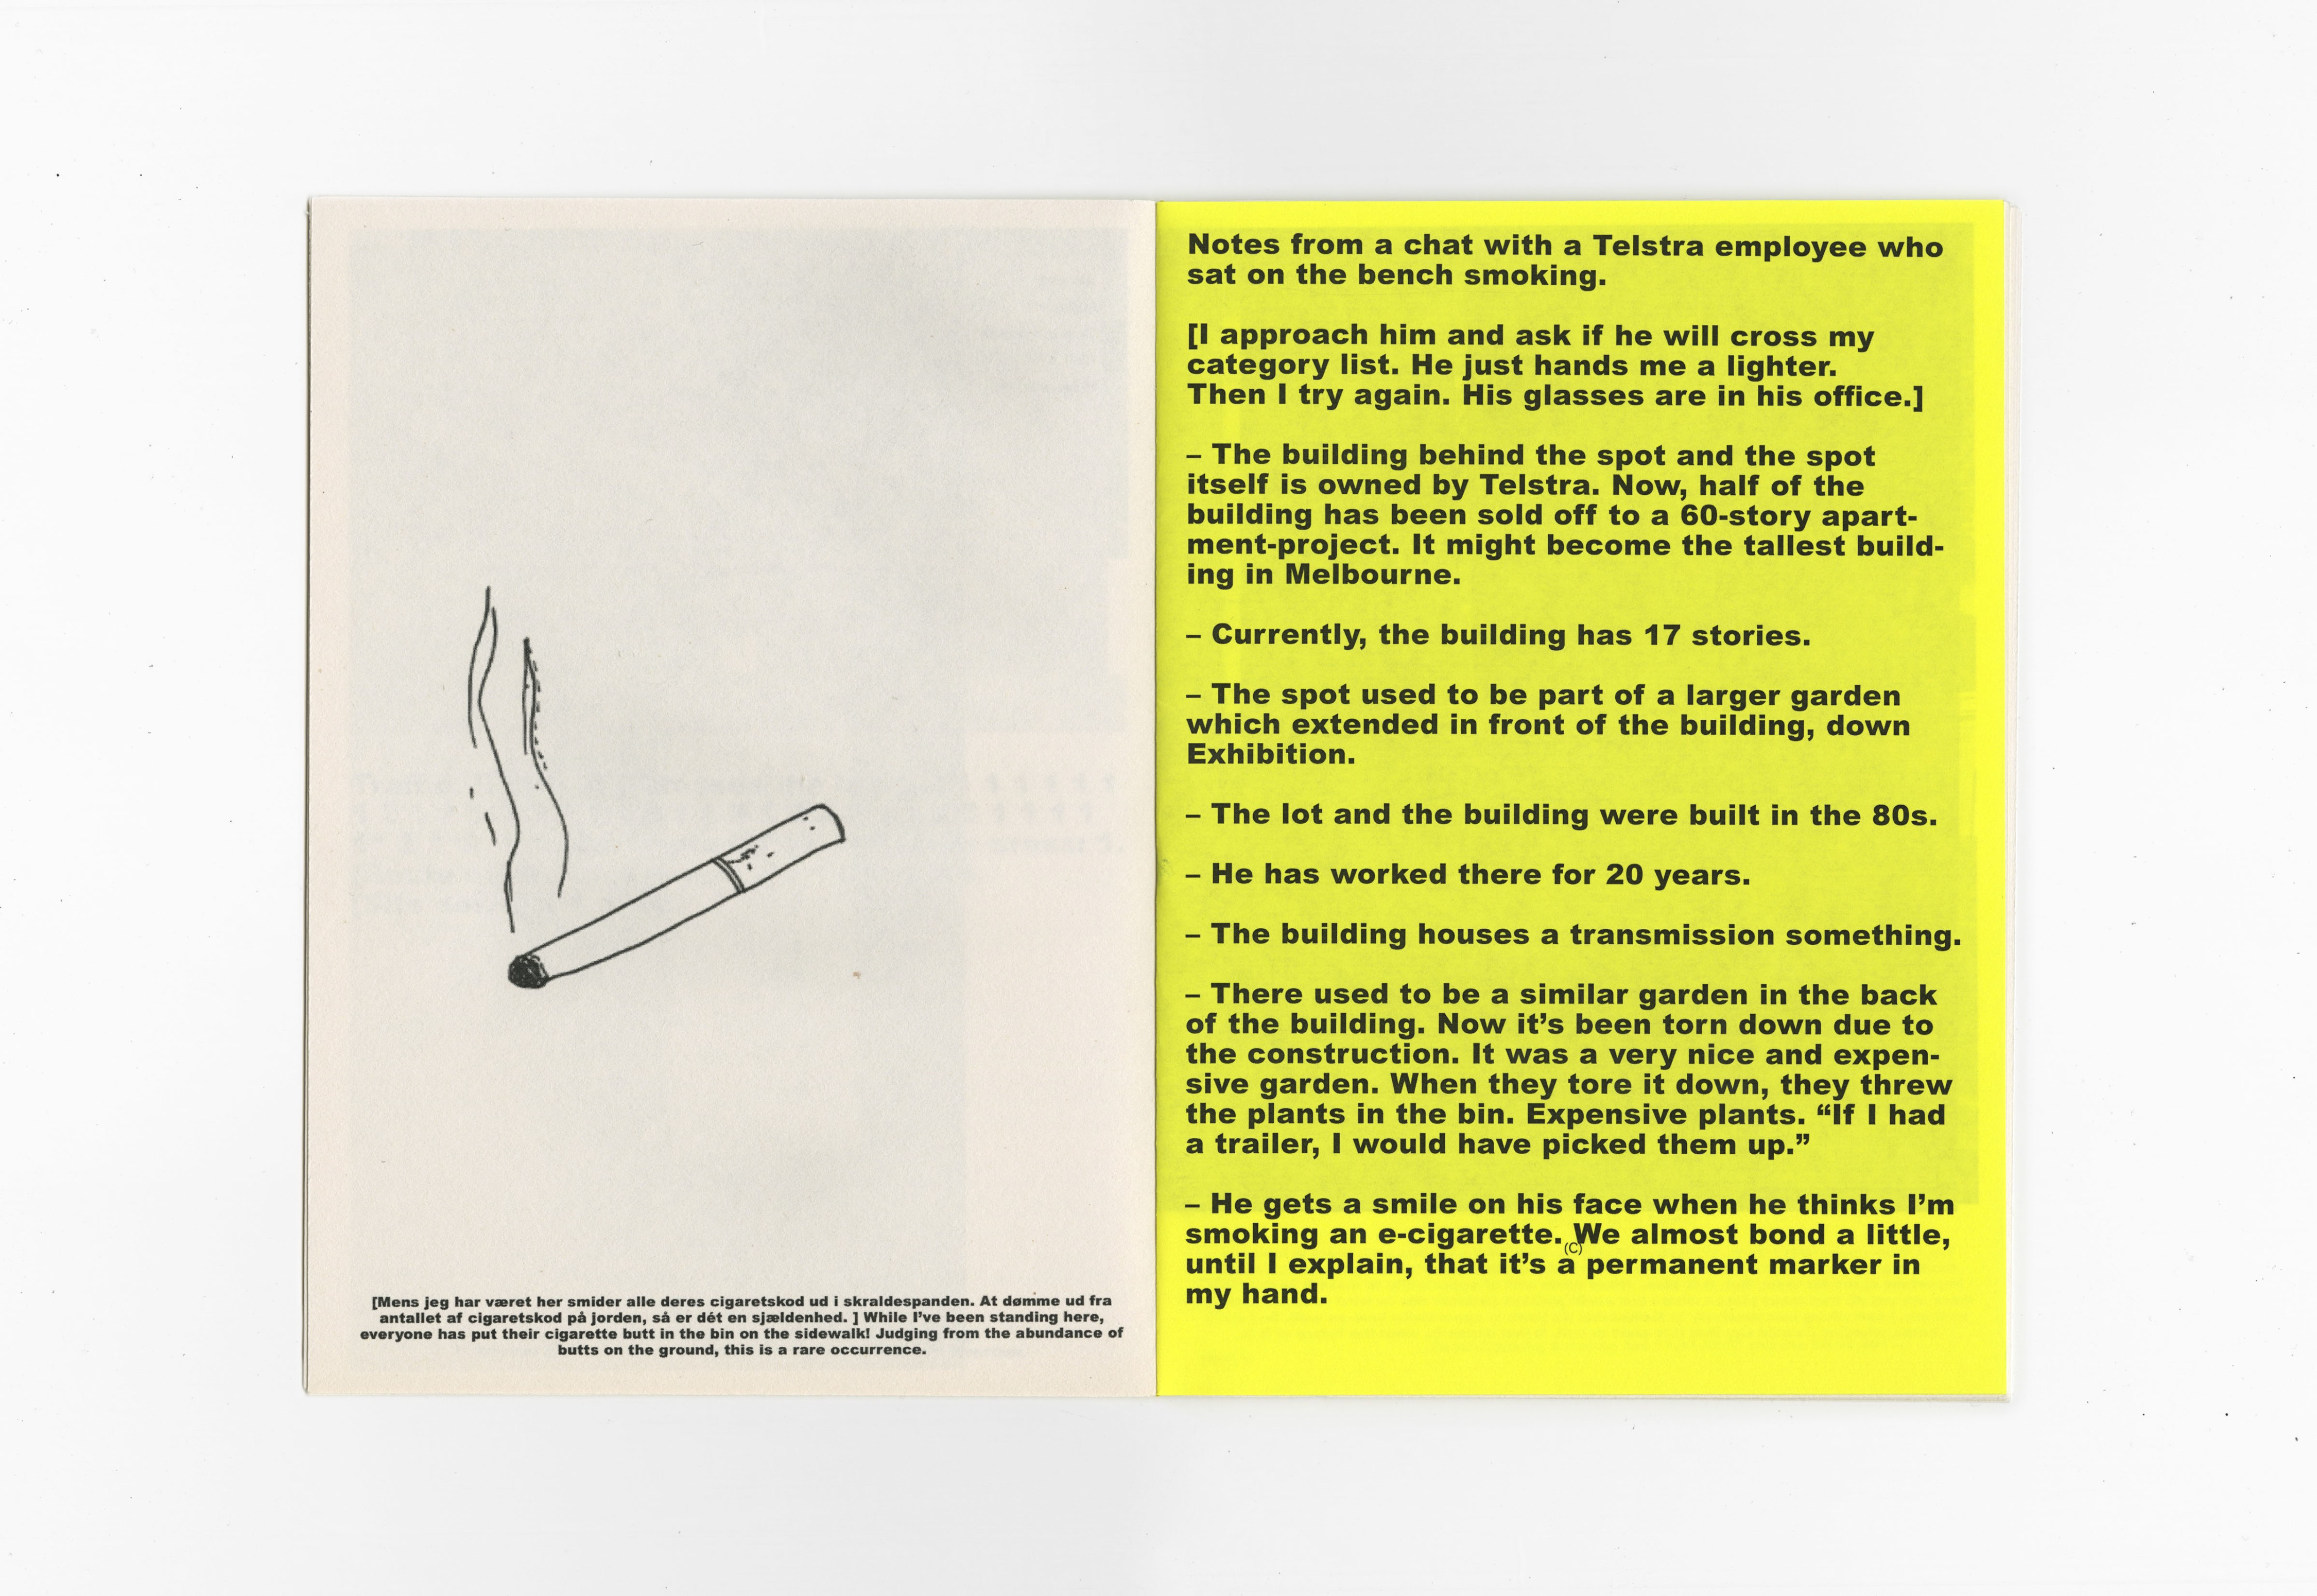 [Mens jeg har været her smider alle deres cigaretskod ud i skraldespanden. At dømme ud fra
antallet af cigaretskod på jorden, så er dét en sjældenhed. ] While I’ve been standing here,
everyone has put their cigarette butt in the bin on the sidewalk! Judging from the abundance of
butts on the ground, this is a rare occurrence.
Notes from a chat with a Telstra employee who
sat on the bench smoking.
[I approach him and ask if he will cross my
category list. He just hands me a lighter.
Then I try again. His glasses are in his office.]
– The building behind the spot and the spot
itself is owned by Telstra. Now, half of the
building has been sold off to a 60-story apart-
ment-project. It might become the tallest build-
ing in Melbourne.
– Currently, the building has 17 stories.
– The spot used to be part of a larger garden
which extended in front of the building, down
Exhibition.
– The lot and the building were built in the 80s.
– He has worked there for 20 years.
– The building houses a transmission something.
– There used to be a similar garden in the back
of the building. Now it’s been torn down due to
the construction. It was a very nice and expen-
sive garden. When they tore it down, they threw
the plants in the bin. Expensive plants. “If I had
a trailer, I would have picked them up.”
– He gets a smile on his face when he thinks I’m
smoking an e-cigarette. We almost bond a little,
(C)
until I explain, that it’s a permanent marker in
my hand.